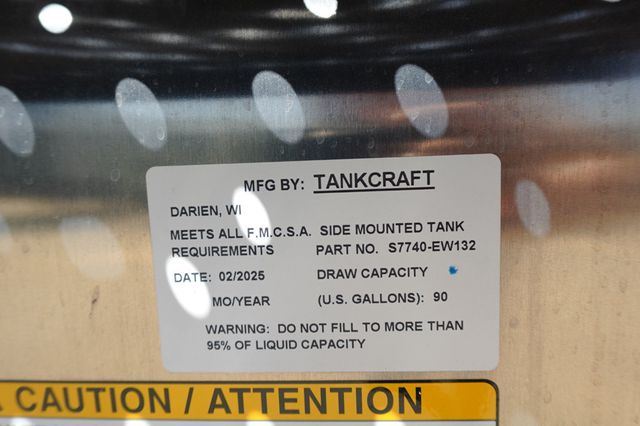 MFG BY: TANKCRAFT
DARIEN, WI
MEETS ALL F.M.C.S.A. SIDE MOUNTED TANK
REQUIREMENTS PART NO. S7740-EW132
DATE: 02/2025 DRAW CAPACITY
MO/YEAR (U.S. GALLONS): 90
WARNING: DO NOT FILL TO MORE THAN
95% OF LIQUID CAPACITY
CAUTION / ATTENTION